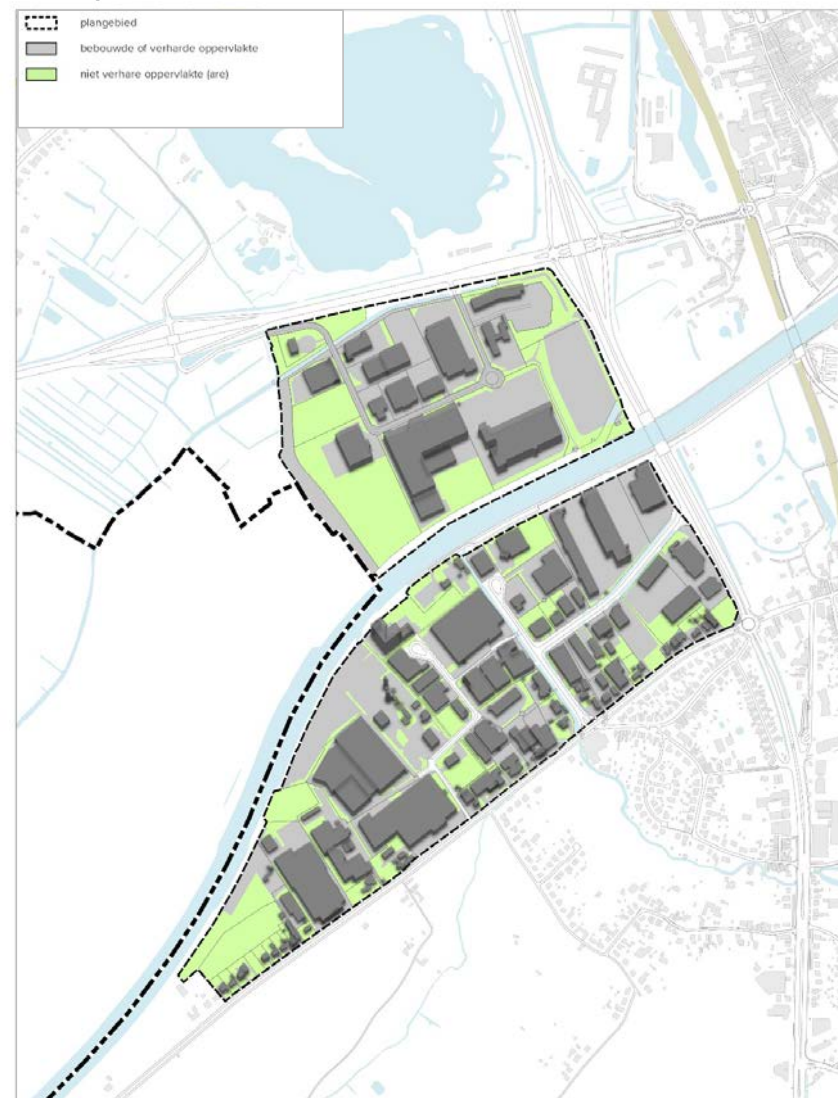 plangebied
bebouwde of verharde oppervlakte
niet verhare oppervlakte (are)